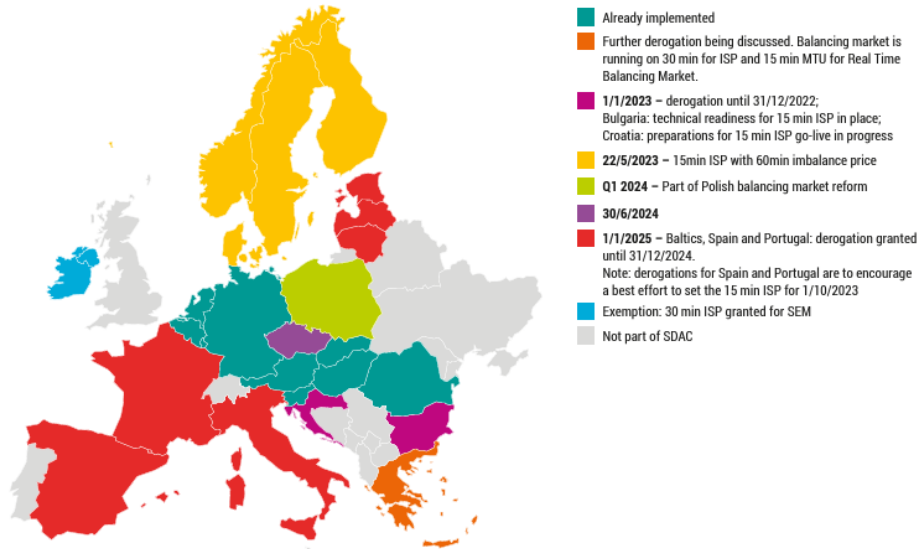 Already implemented
Further derogation being discussed. Balancing market is
running on 30 min for ISP and 15 min MTU for Real Time
Balancing Market.
1/1/2023 – derogation until 31/12/2022;
Bulgaria: technical readiness for 15 min ISP in place;
Croatia: preparations for 15 min ISP go-live in progress
22/5/2023 – 15min ISP with 60min imbalance price
Q1 2024 – Part of Polish balancing market reform
30/6/2024
1/1/2025 – Baltics, Spain and Portugal: derogation granted
until 31/12/2024.
Note: derogations for Spain and Portugal are to encourage
a best effort to set the 15 min ISP for 1/10/2023
Exemption: 30 min ISP granted for SEM
Not part of SDAC